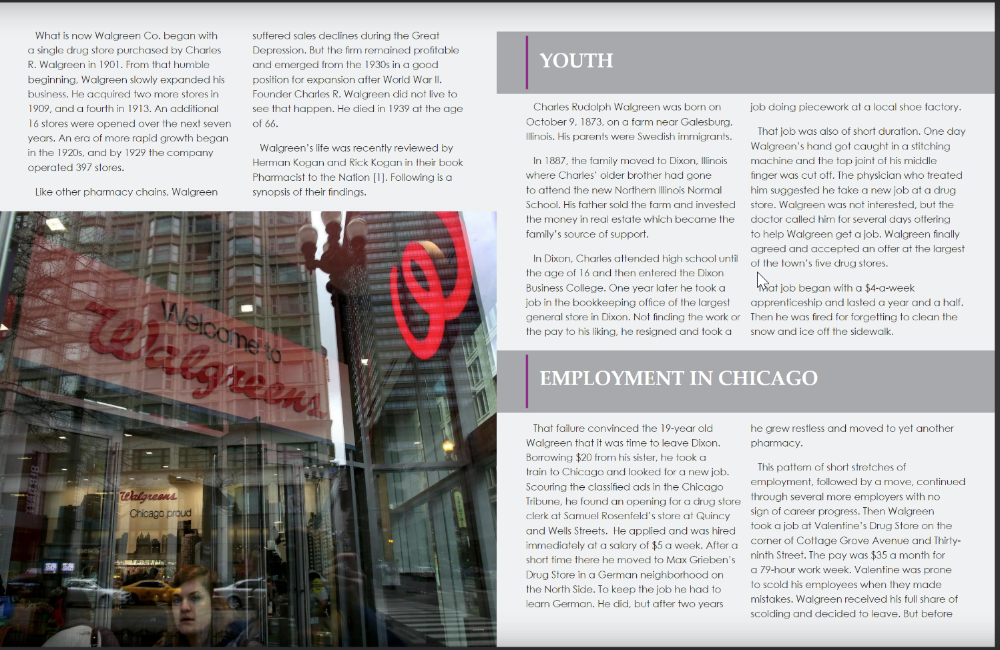 What is now Walgreen Co. began with
a single drug store purchased by Charles
R. Walgreen in 1901. From that humble
beginning, Walgreen slowly expanded his
business. He acquired two more stores in
1909, and a fourth in 1913. An additional
16 stores were opened over the next seven
years. An era of more rapid growth began
in the 1920s, and by 1929 the company
operated 397 stores.
Like other pharmacy chains, Walgreen
suffered sales declines during the Great
Depression. But the firm remained profitable
and emerged from the 1930s in a good
position for expansion after World War II.
Founder Charles R. Walgreen did not live to
see that happen. He died in 1939 at the age
of 66.
Walgreen's life was recently reviewed by
Herman Kogan and Rick Kogan in their book
Pharmacist to the Nation [1]. Following is a
synopsis of their findings.
Welcome to
Walgreens
Walgreens
Chicago proud
YOUTH
Charles Rudolph Walgreen was born on
October 9, 1873, on a farm near Galesburg,
Illinois. His parents were Swedish immigrants.
In 1887, the family moved to Dixon, Illinois
where Charles' older brother had gone
to attend the new Northern Illinois Normal
School. His father sold the farm and invested
the money in real estate which became the
family's source of support.
In Dixon, Charles attended high school until
the age of 16 and then entered the Dixon
Business College. One year later he took a
job in the bookkeeping office of the largest
general store in Dixon. Not finding the work or
the pay to his liking, he resigned and took a
job doing piecework at a local shoe factory.
That job was also of short duration. One day
Walgreen's hand got caught in a stitching
machine and the top joint of his middle
finger was cut off. The physician who treated
him suggested he take a new job at a drug
store. Walgreen was not interested, but the
doctor called him for several days offering
to help Walgreen get a job. Walgreen finally
agreed and accepted an offer at the largest
of the town's five drug stores.
That job began with a $4-a-week
apprenticeship and lasted a year and a half.
Then he was fired for forgetting to clean the
snow and ice off the sidewalk.
EMPLOYMENT IN CHICAGO
That failure convinced the 19-year old
Walgreen that it was time to leave Dixon.
Borrowing $20 from his sister, he took a
train to Chicago and looked for a new job.
Scouring the classified ads in the Chicago
Tribune, he found an opening for a drug store
clerk at Samuel Rosenfeld's store at Quincy
and Wells Streets.  He applied and was hired
immediately at a salary of $5 a week. After a
short time there he moved to Max Grieben's
Drug Store in a German neighborhood on
the North Side. To keep the job he had to
learn German. He did, but after two years
he grew restless and moved to yet another
pharmacy.
This pattern of short stretches of
employment, followed by a move, continued
through several more employers with no
sign of career progress. Then Walgreen
took a job at Valentine's Drug Store on the
corner of Cottage Grove Avenue and Thirty-
ninth Street. The pay was $35 a month for
a 79-hour work week. Valentine was prone
to scold his employees when they made
mistakes. Walgreen received his full share of
scolding and decided to leave. But before